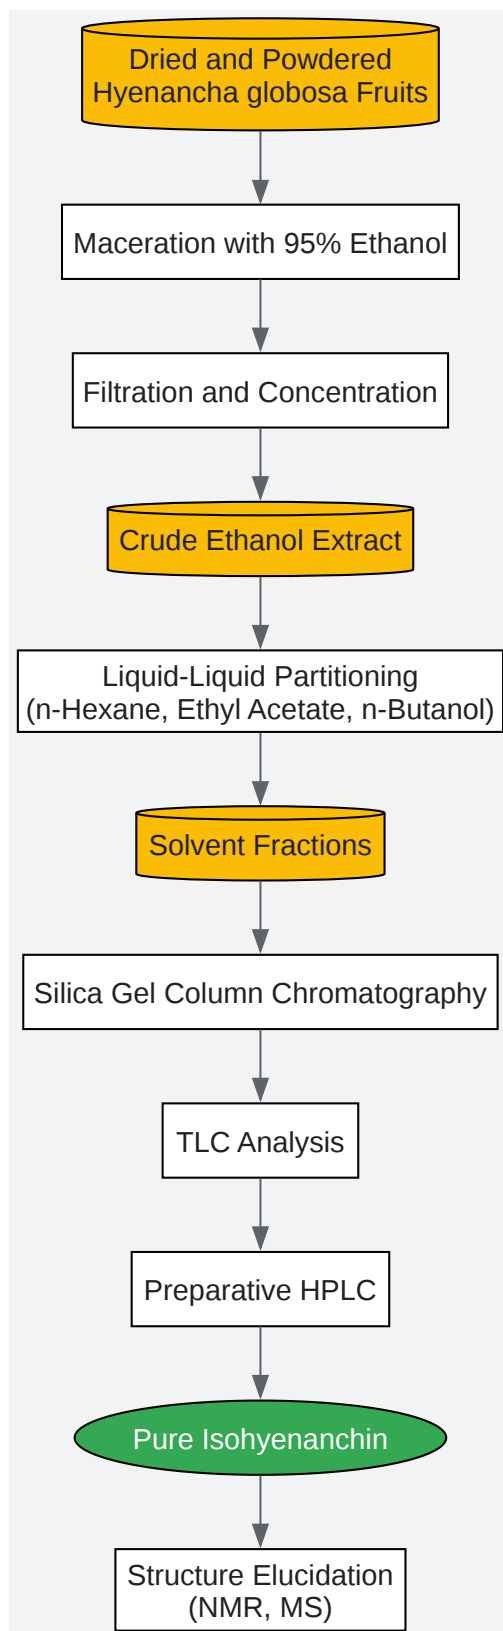 Dried and Powdered
Hyenancha globosa Fruits
Maceration with 95% Ethanol
Filtration and Concentration
Crude Ethanol Extract
Liquid-Liquid Partitioning
(n-Hexane, Ethyl Acetate, n-Butanol)
Solvent Fractions
Silica Gel Column Chromatography
TLC Analysis
Preparative HPLC
Pure Isohyenanchin
Structure Elucidation
(NMR, MS)